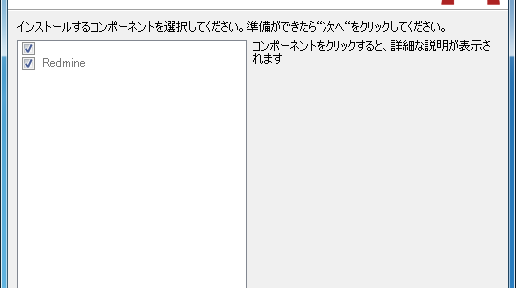 インストールするコンポーネントを選択してください。準備ができたら“次へ“をクリックしてください。
コンポーネントをクリックすると、詳細な説明が表示さ
れます
Redmine